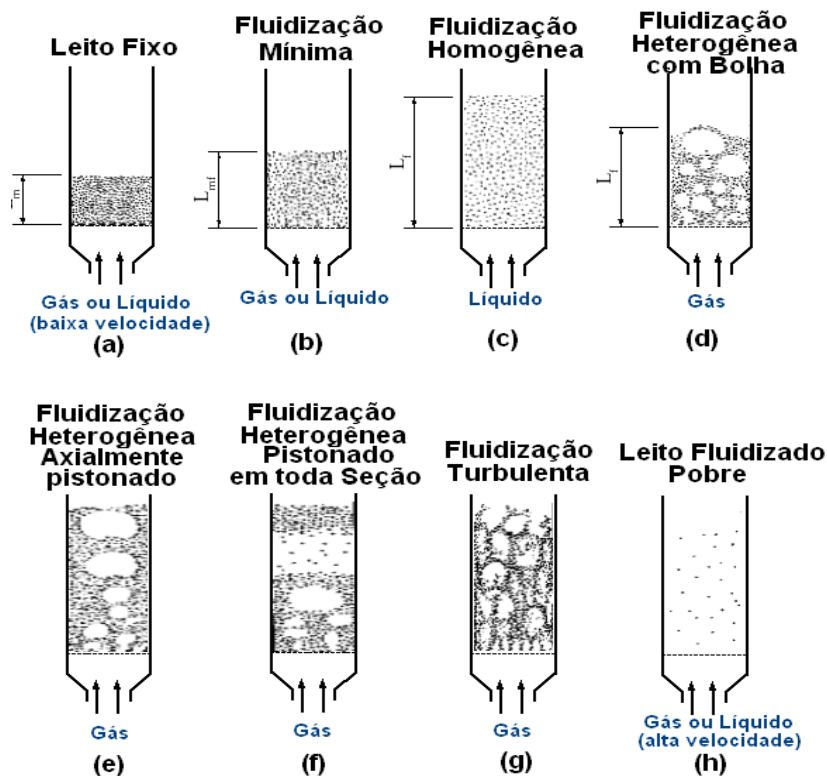 Leito Fixo
Fluidização
Mínima
Fluidização
Homogênea
Fluidização
Heterogênea
com Bolha
L mf
L f
L f
Gás ou Líquido
(baixa velocidade)
(a)
Gás ou Líquido
(b)
Líquido
(c)
Gás
(d)
Fluidização
Heterogênea
Axialmente
pistonado
Fluidização
Heterogênea
Pistonado
em toda Seção
Fluidização
Turbulenta
Leito Fluidizado
Pobre
Gás
(e)
Gás
(f)
Gás
(g)
Gás ou Líquido
(alta velocidade)
(h)